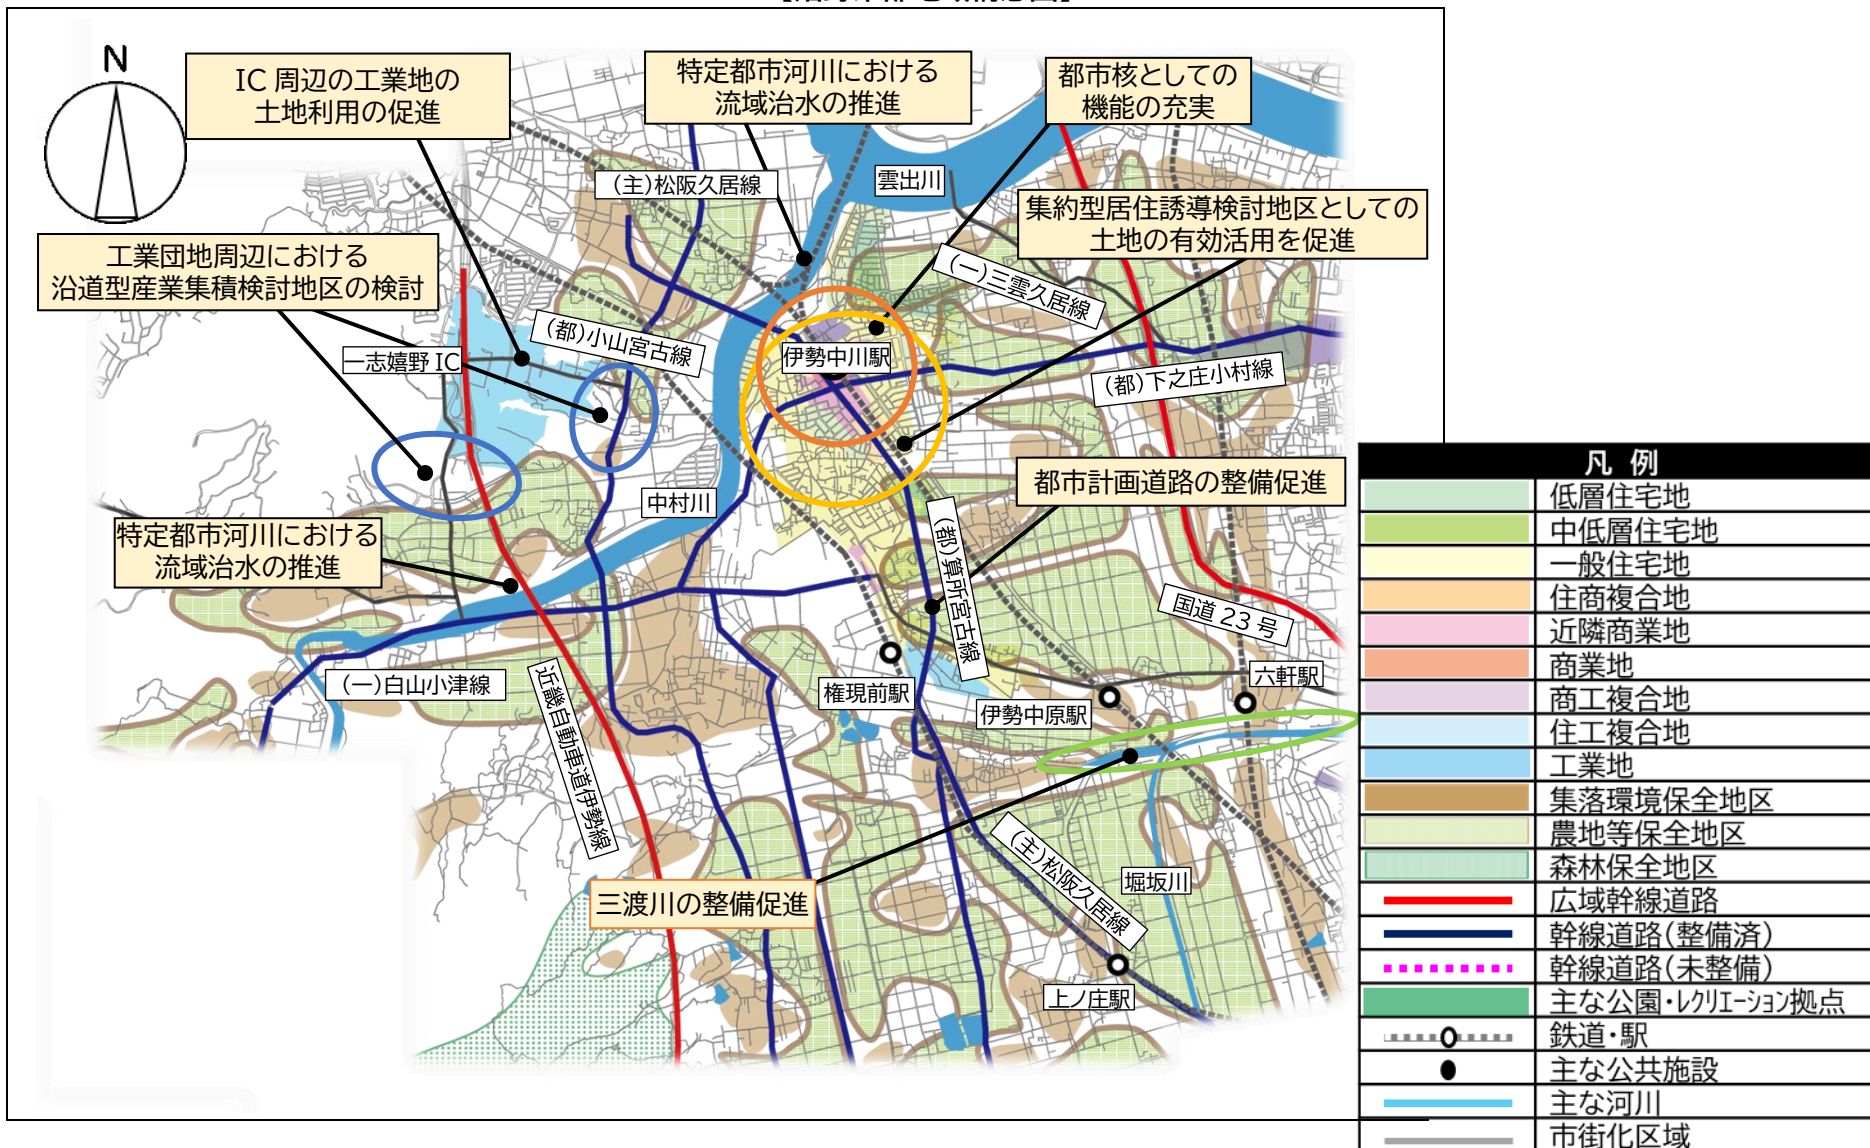 N
IC 周辺の工業地の
土地利用の促進
特定都市河川における
流域治水の推進
都市核としての
機能の充実
(主)松阪久居線
雲出川
集約型居住誘導検討地区としての
土地の有効活用を促進
工業団地周辺における
沿道型産業集積検討地区の検討
(一)三雲久居線
(都)小山宮古線
一志嬉野 IC
伊勢中川駅
(都)下之庄小村線
中村川
都市計画道路の整備促進
特定都市河川における
流域治水の推進
(都)算所宮古線
国道 23 号
(一)白山小津線
近畿自動車道伊勢線
権現前駅
伊勢中原駅
六軒駅
三渡川の整備促進
(主)松阪久居線
堀坂川
上ノ庄駅
凡 例
低層住宅地
中低層住宅地
一般住宅地
住商複合地
近隣商業地
商業地
商工複合地
住工複合地
工業地
集落環境保全地区
農地等保全地区
森林保全地区
広域幹線道路
幹線道路(整備済)
幹線道路(未整備)
主な公園・レクリエーション拠点
鉄道・駅
主な公共施設
主な河川
市街化区域